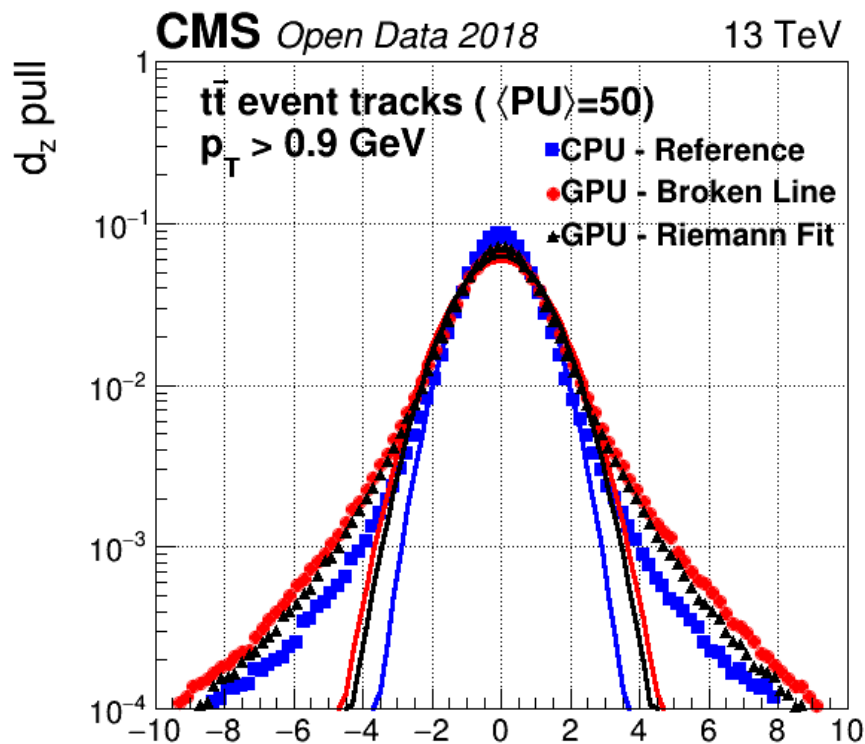 CMS Open Data 2018 13 TeV
d_z pull
tt̄ event tracks ( ⟨PU⟩=50)
p_T > 0.9 GeV
CPU - Reference
GPU - Broken Line
GPU - Riemann Fit
1
10⁻¹
10⁻²
10⁻³
10⁻⁴
−10 −8 −6 −4 −2 0 2 4 6 8 10